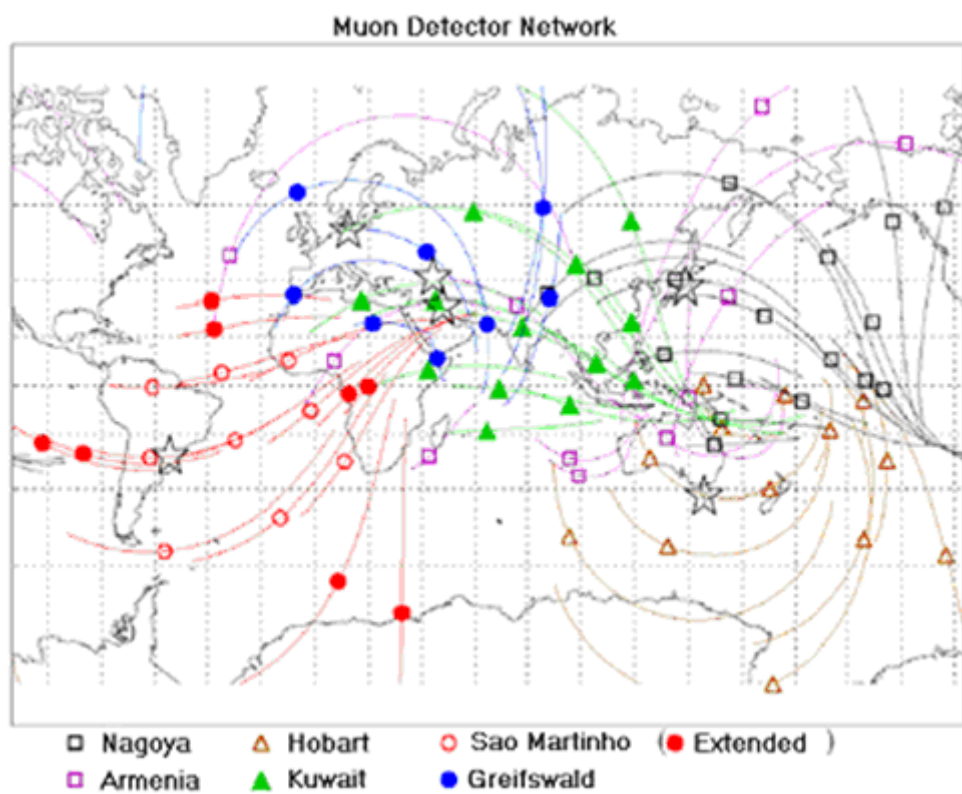 Muon Detector Network
Nagoya Hobart Sao Martinho ( Extended )
Armenia Kuwait Greifswald